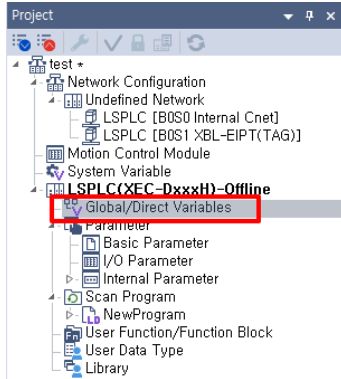 Project
test *
Network Configuration
Undefined Network
LSPLC [B0S0 Internal Cnet]
LSPLC [B0S1 XBL-EIPT(TAG)]
Motion Control Module
System Variable
LSPLC(XEC-DxxxH)-Offline
Global/Direct Variables
Parameter
Basic Parameter
I/O Parameter
Internal Parameter
Scan Program
NewProgram
User Function/Function Block
User Data Type
Library